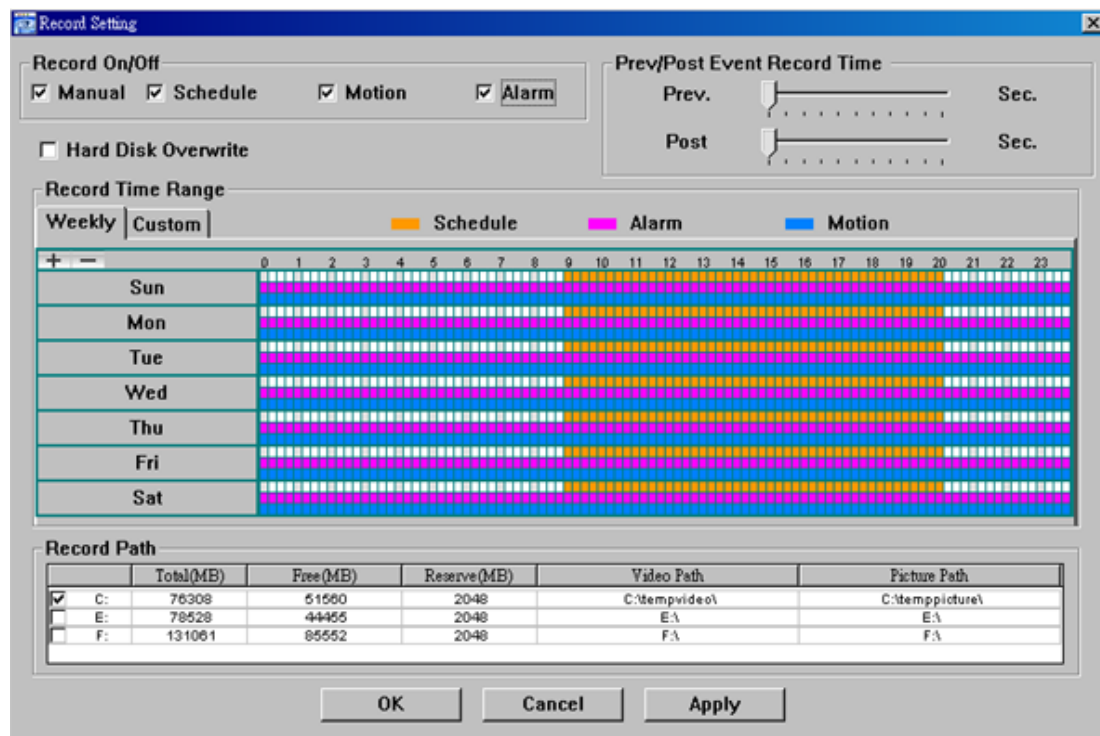 Record Setting
Record On/Off
Manual Schedule Motion Alarm
Prev/Post Event Record Time
Prev. Sec.
Post Sec.
Hard Disk Overwrite
Record Time Range
Weekly Custom
Schedule Alarm Motion
+ − 0 1 2 3 4 5 6 7 8 9 10 11 12 13 14 15 16 17 18 19 20 21 22 23
Sun
Mon
Tue
Wed
Thu
Fri
Sat
Record Path
Total(MB) Free(MB) Reserve(MB) Video Path Picture Path
C: 76308 51560 2048 C:\tempvideo\ C:\temppicture\
E: 78528 44455 2048 E:\ E:\
F: 131061 85552 2048 F:\ F:\
OK Cancel Apply